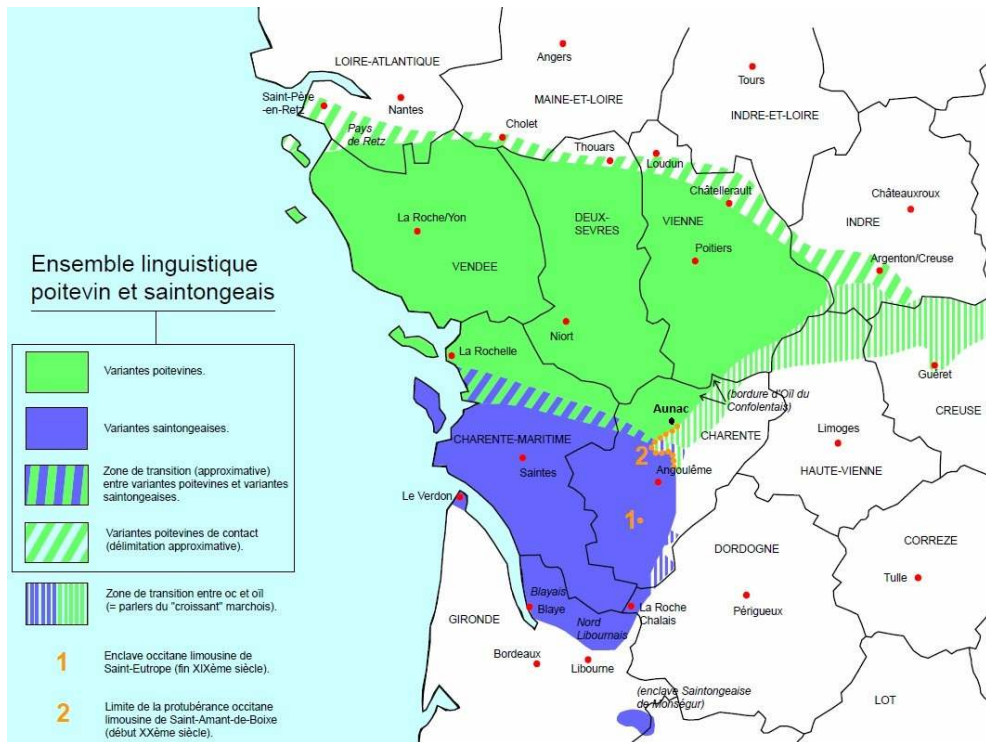 LOIRE-ATLANTIQUE
Angers
Tours
Saint-Père
-en-Retz
Nantes
MAINE-ET-LOIRE
INDRE-ET-LOIRE
Pays
de Retz
Cholet
Thouars
Loudun
Châtellerault
Châteauxroux
INDRE
La Roche/Yon
DEUX-
SEVRES
VIENNE
Poitiers
Argenton/Creuse
VENDEE
Niort
La Rochelle
Guéret
(bordure d'Oïl du
Confolentais)
Aunac
CREUSE
CHARENTE
Limoges
HAUTE-VIENNE
CHARENTE-MARITIME
2
Saintes
Angoulême
Le Verdon
1
DORDOGNE
CORREZE
Tulle
Blayais
Blaye
La Roche
Chalais
Périgueux
GIRONDE
Nord
Libournais
Bordeaux
Libourne
(enclave Saintongeaise
de Monségur)
LOT
Ensemble linguistique
poitevin et saintongeais
Variantes poitevines.
Variantes saintongeaises.
Zone de transition (approximative)
entre variantes poitevines et variantes
saintongeaises.
Variantes poitevines de contact
(délimitation approximative).
Zone de transition entre oc et oïl
(= parlers du "croissant" marchois).
1
Enclave occitane limousine de
Saint-Eutrope (fin XIXème siècle).
2
Limite de la protubérance occitane
limousine de Saint-Amant-de-Boixe
(début XXème siècle).